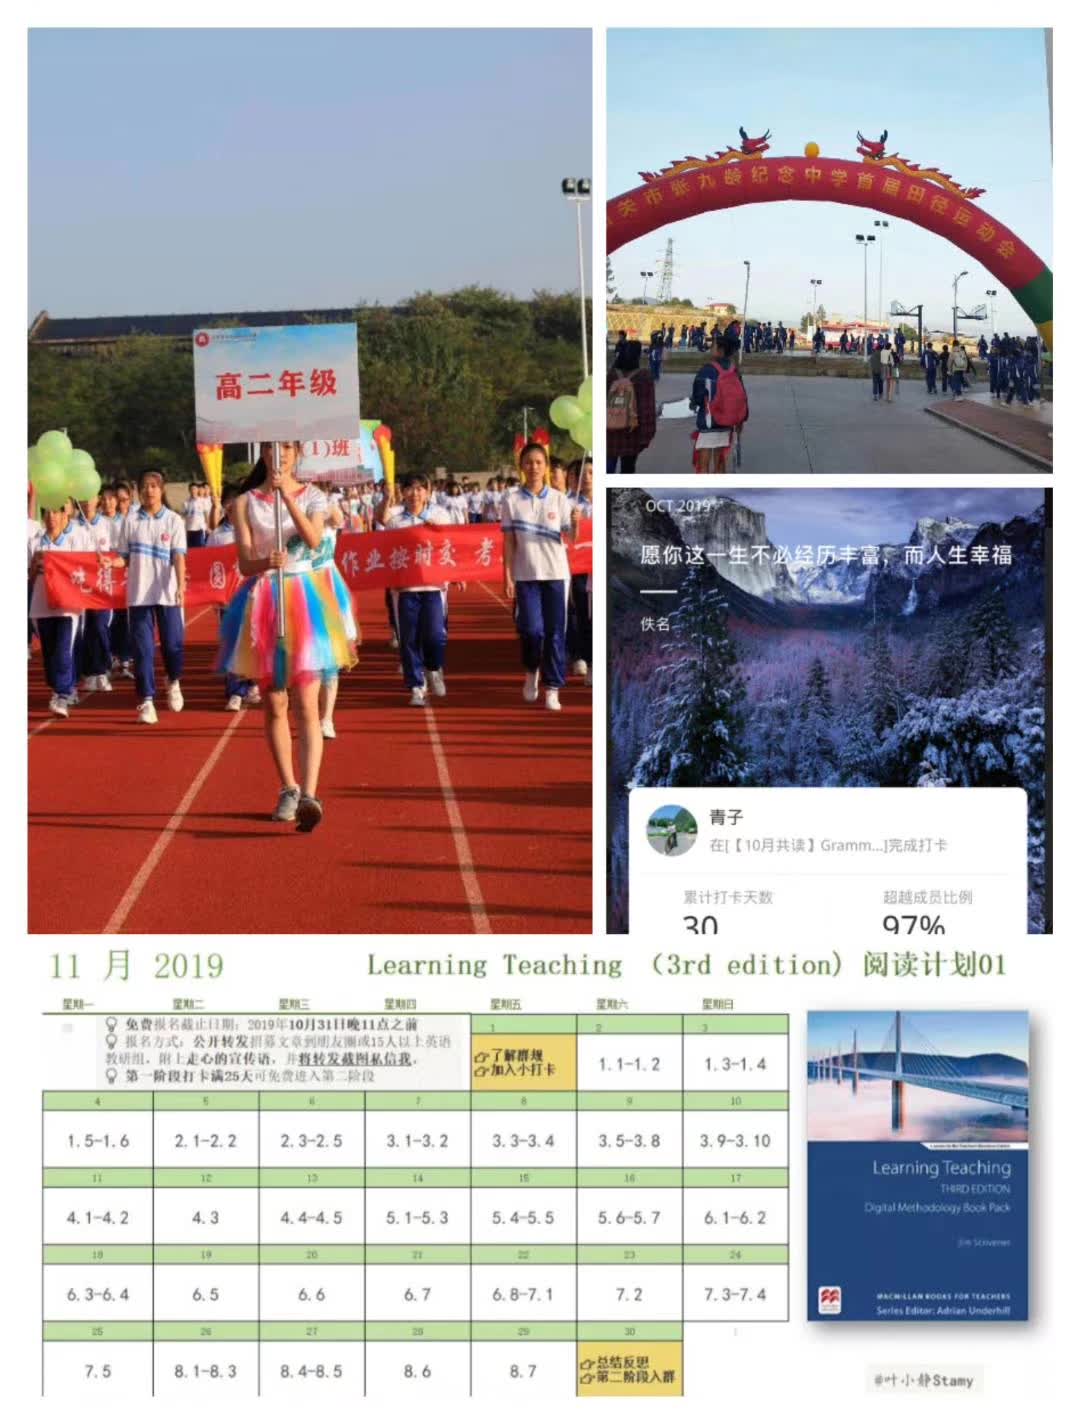 高二年级
(1)班
作业按时交 考
关市张九龄纪念中学首届田径运动会
OCT 2019
愿你这一生不必经历丰富，而人生幸福
佚名
青子
在[【10月共读】Gramm...]完成打卡
累计打卡天数 超越成员比例
30 97%
11 月 2019 Learning Teaching （3rd edition) 阅读计划01
星期一 星期二 星期三 星期四 星期五 星期六 星期日
免费报名截止日期：2019年10月31日晚11点之前
报名方式：公开转发招募文章到朋友圈或15人以上英语
教研组，附上走心的宣传语，并将转发截图私信我。
第一阶段打卡满25天可免费进入第二阶段
1 2 3
了解群规
加入小打卡
1.1-1.2 1.3-1.4
4 5 6 7 8 9 10
1.5-1.6 2.1-2.2 2.3-2.5 3.1-3.2 3.3-3.4 3.5-3.8 3.9-3.10
11 12 13 14 15 16 17
4.1-4.2 4.3 4.4-4.5 5.1-5.3 5.4-5.5 5.6-5.7 6.1-6.2
18 19 20 21 22 23 24
6.3-6.4 6.5 6.6 6.7 6.8-7.1 7.2 7.3-7.4
25 26 27 28 29 30 1
7.5 8.1-8.3 8.4-8.5 8.6 8.7
总结反思
第二阶段入群
Learning Teaching
THIRD EDITION
Digital Methodology Book Pack
Jim Scrivener
MACMILLAN BOOKS FOR TEACHERS
Series Editor: Adrian Underhill
#叶小静Stamy